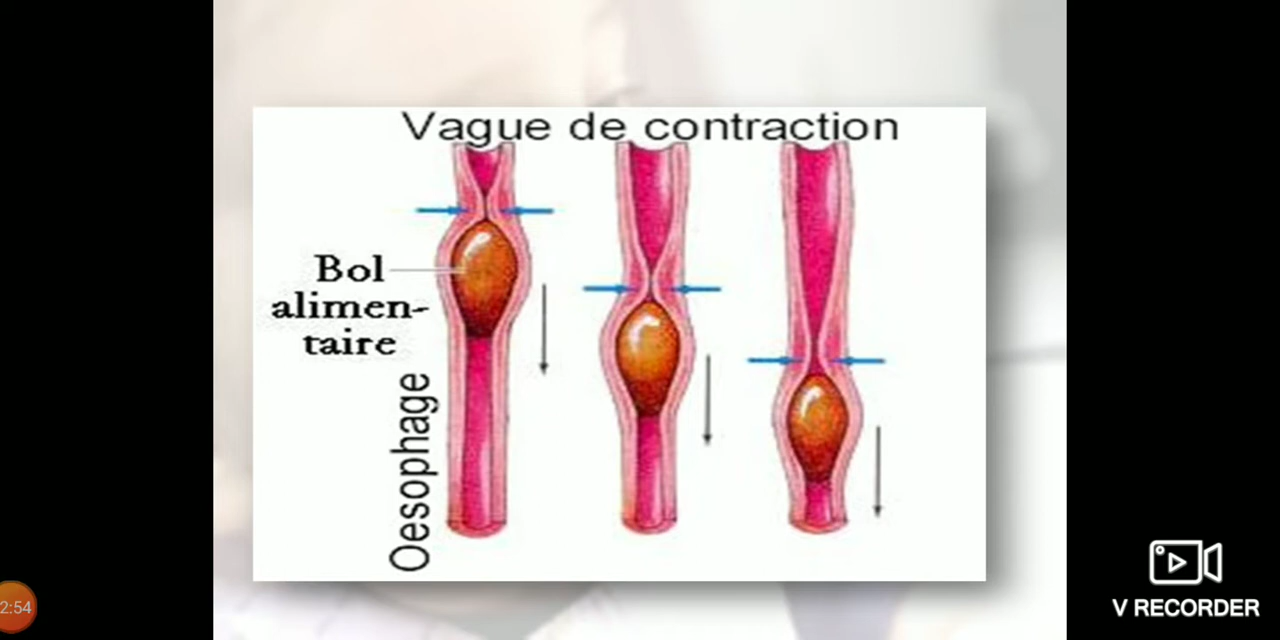 Vague de contraction
Bol
alimen-
taire
Oesophage
2:54
V RECORDER